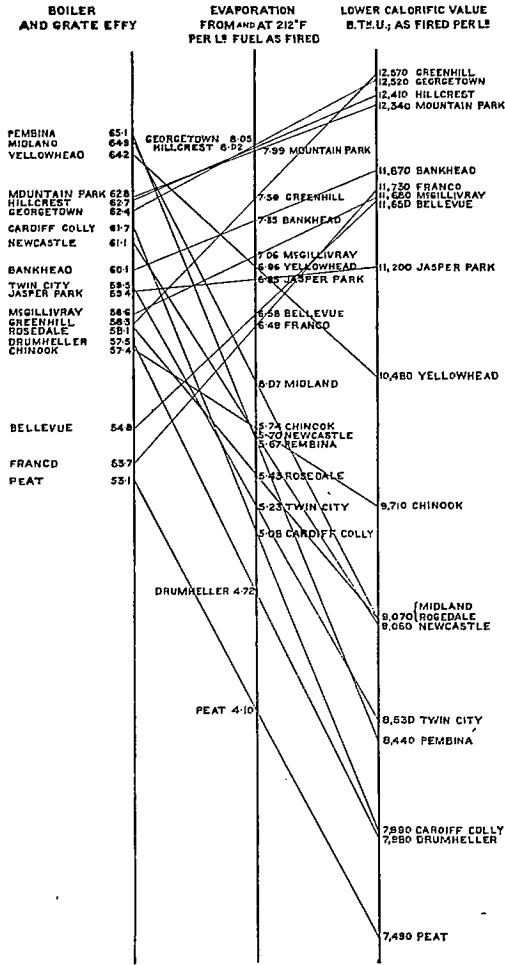 BOILER
AND GRATE EFFY
EVAPORATION
FROM AND AT 212°F
PER LB FUEL AS FIRED
LOWER CALORIFIC VALUE
B.TH.U.; AS FIRED PER LB
PEMBINA 65·1
MIDLAND 64·9
YELLOWHEAD 64·2
MOUNTAIN PARK 62·8
HILLCREST 62·7
GEORGETOWN 62·4
CARDIFF COLLY 61·7
NEWCASTLE 61·1
BANKHEAD 60·1
TWIN CITY 59·5
JASPER PARK 59·4
McGILLIVRAY 58·6
GREENHILL 58·3
ROSEDALE 58·1
DRUMHELLER 57·5
CHINOOK 57·4
BELLEVUE 54·8
FRANCO 53·7
PEAT 53·1
GEORGETOWN 8·05
HILLCREST 8·02
7·99 MOUNTAIN PARK
7·50 GREENHILL
7·35 BANKHEAD
7·06 McGILLIVRAY
6·96 YELLOWHEAD
6·85 JASPER PARK
6·58 BELLEVUE
6·49 FRANCO
6·07 MIDLAND
5·74 CHINOOK
5·70 NEWCASTLE
5·67 PEMBINA
5·43 ROSEDALE
5·23 TWIN CITY
5·08 CARDIFF COLLY
DRUMHELLER 4·72
PEAT 4·10
12,570 GREENHILL
12,520 GEORGETOWN
12,410 HILLCREST
12,340 MOUNTAIN PARK
11,870 BANKHEAD
11,730 FRANCO
11,680 McGILLIVRAY
11,650 BELLEVUE
11,200 JASPER PARK
10,480 YELLOWHEAD
9,710 CHINOOK
9,070 { MIDLAND
ROSEDALE
9,060 NEWCASTLE
8,530 TWIN CITY
8,440 PEMBINA
7,990 CARDIFF COLLY
7,980 DRUMHELLER
7,490 PEAT